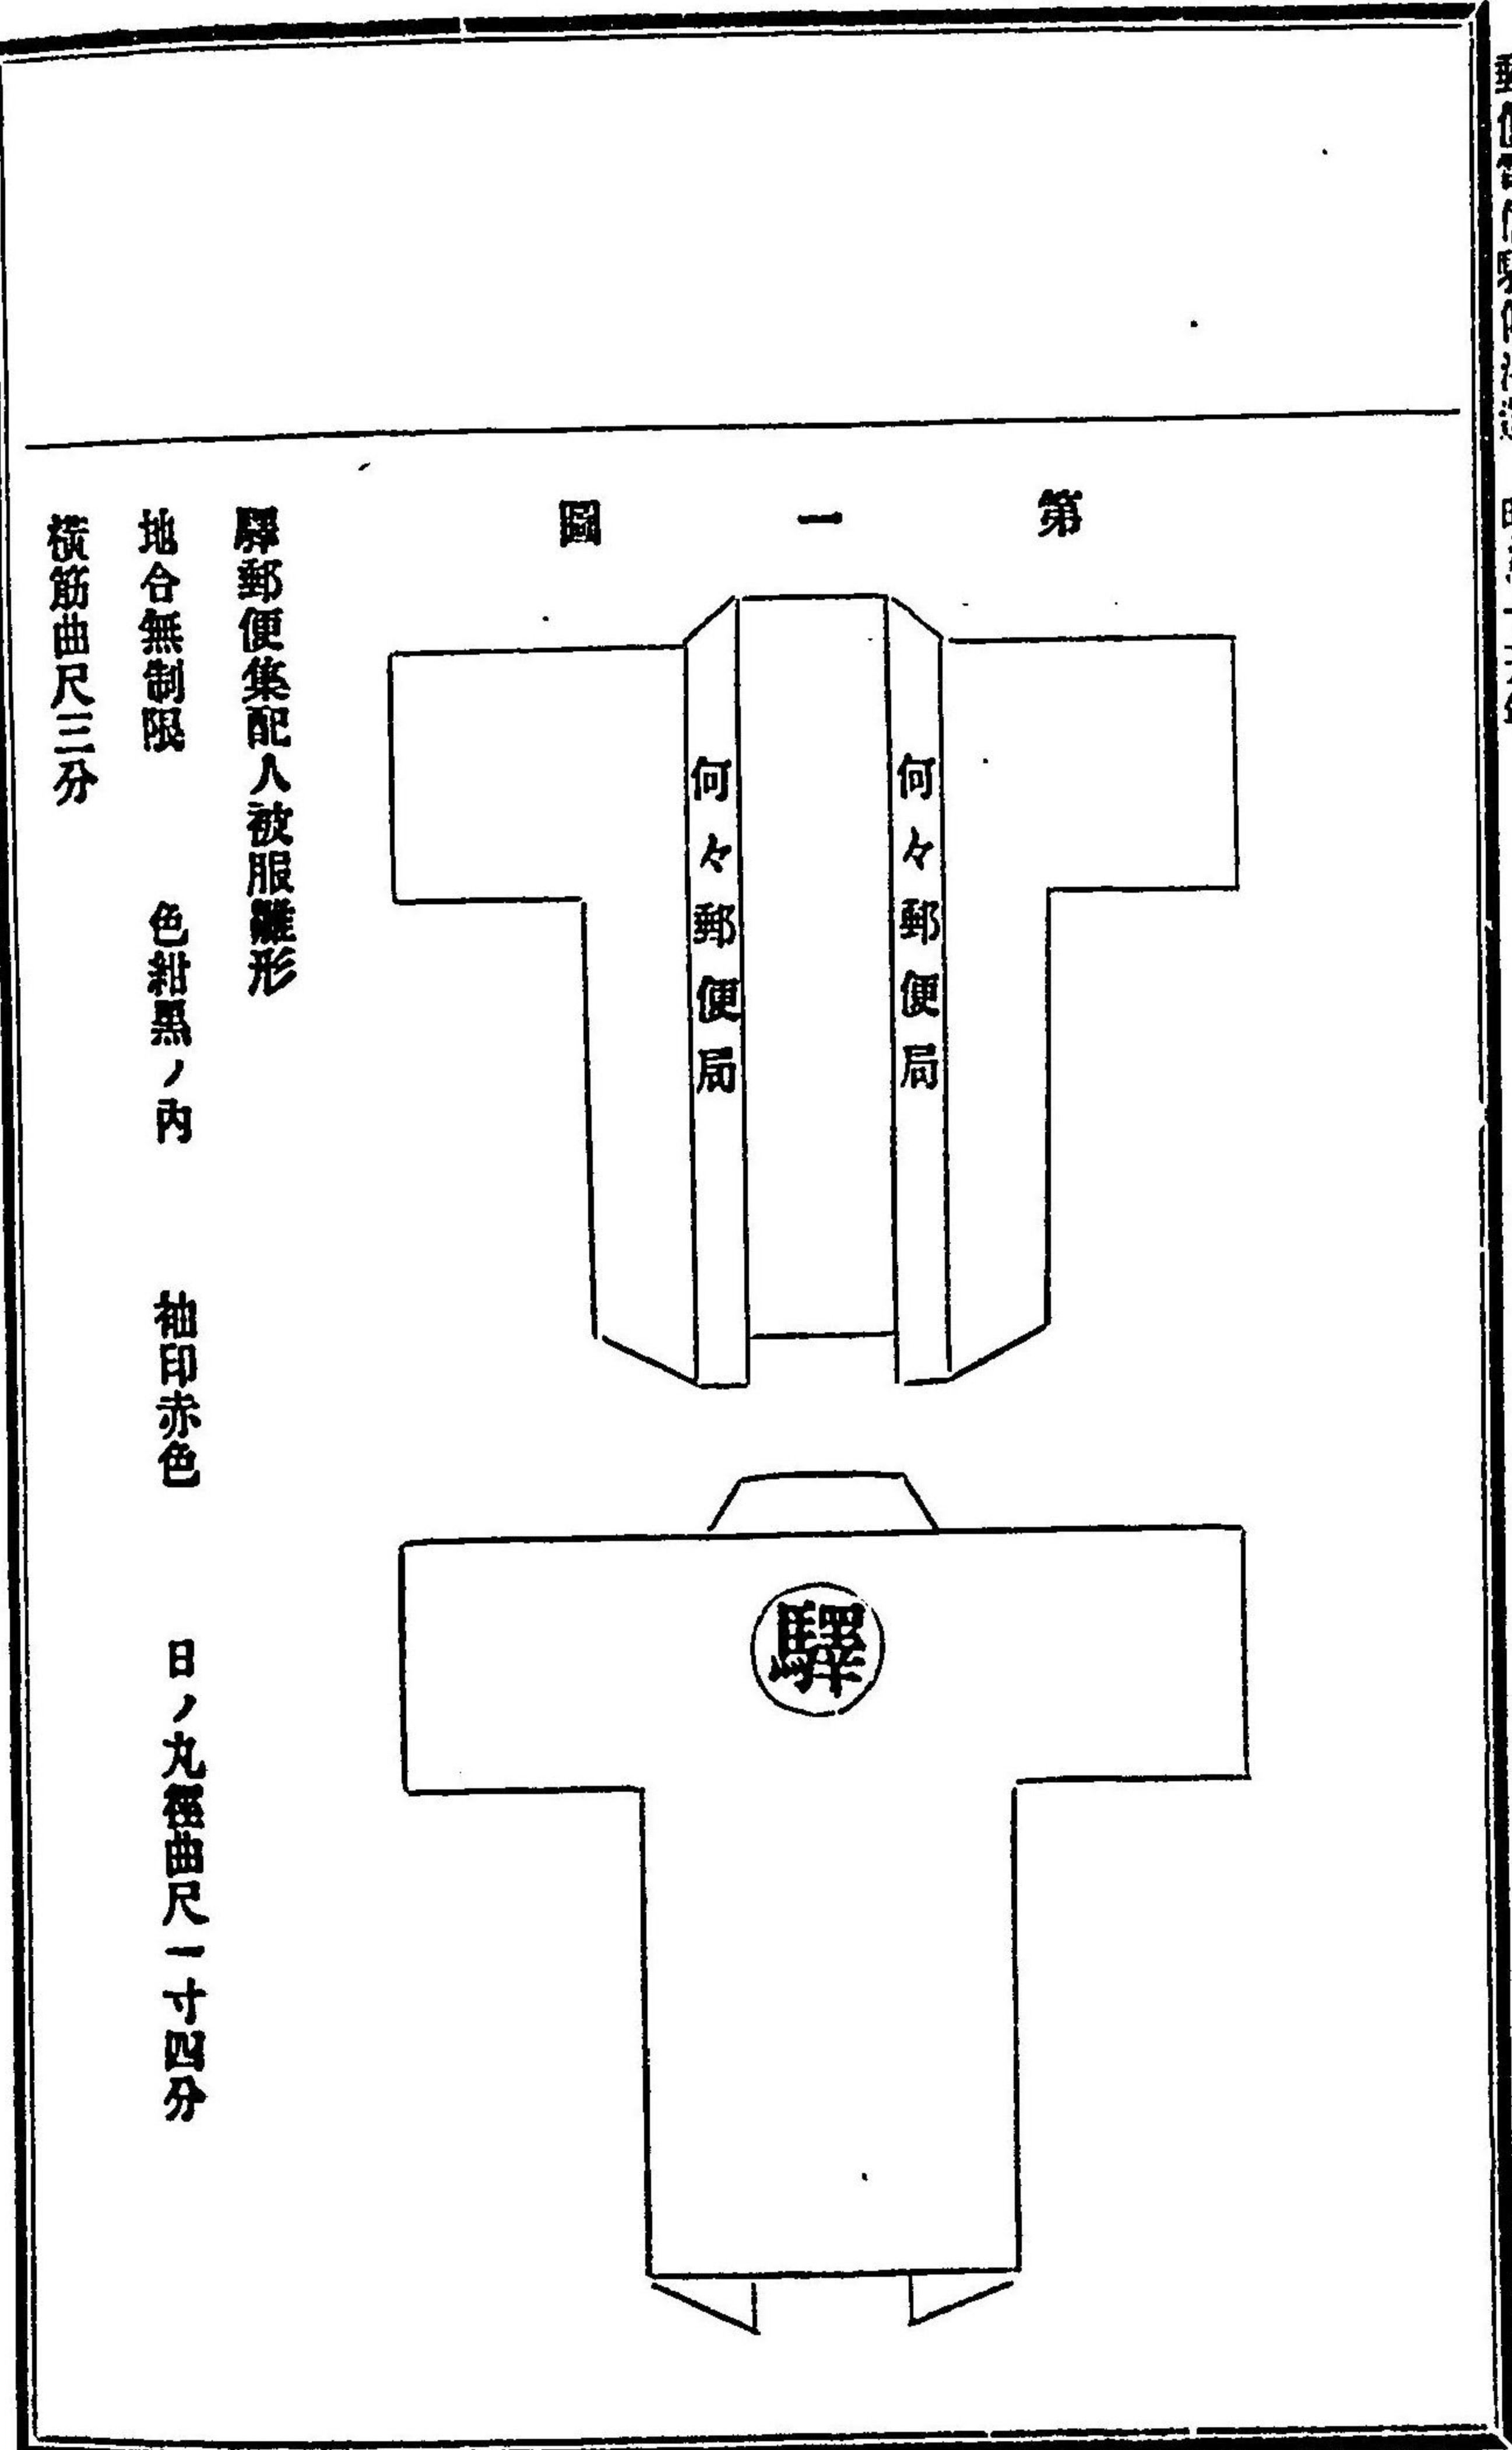 第一圖
何々郵便局
何々郵便局
驛
驛郵便集配人被服雛形
地合無制限　色紺黑ノ內　袖印赤色　日ノ丸徑曲尺一寸四分
橫筋曲尺三分